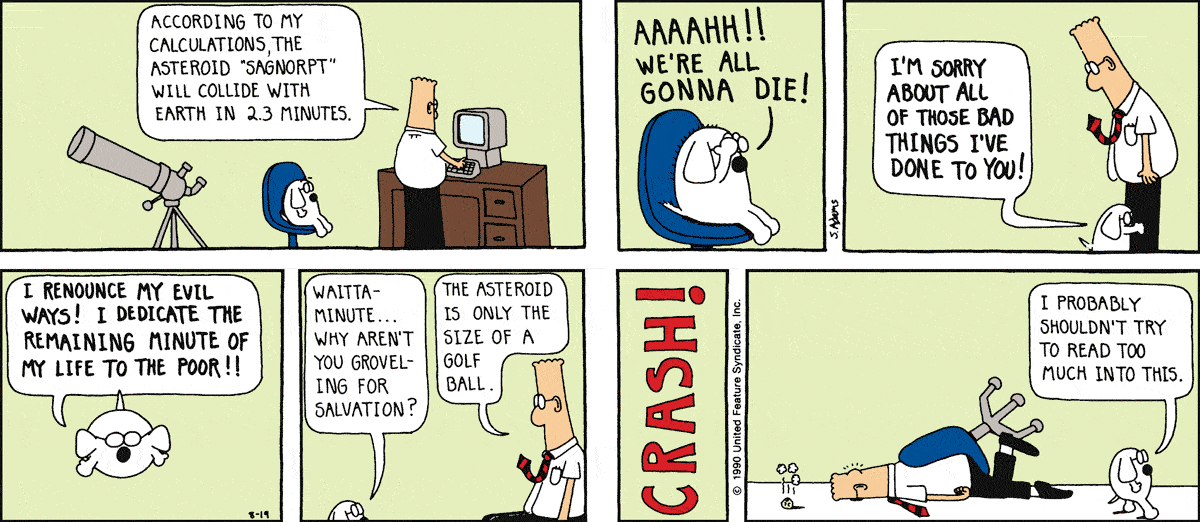 ACCORDING TO MY
CALCULATIONS, THE
ASTEROID "SAGNORPT"
WILL COLLIDE WITH
EARTH IN 2.3 MINUTES.
AAAAHH!!
WE'RE ALL
GONNA DIE!
S. Adams
I'M SORRY
ABOUT ALL
OF THOSE BAD
THINGS I'VE
DONE TO YOU!
I RENOUNCE MY EVIL
WAYS! I DEDICATE THE
REMAINING MINUTE OF
MY LIFE TO THE POOR!!
8-19
WAITTA-
MINUTE...
WHY AREN'T
YOU GROVEL-
ING FOR
SALVATION?
THE ASTEROID
IS ONLY THE
SIZE OF A
GOLF
BALL.
CRASH!
© 1990 United Feature Syndicate, Inc.
I PROBABLY
SHOULDN'T TRY
TO READ TOO
MUCH INTO THIS.